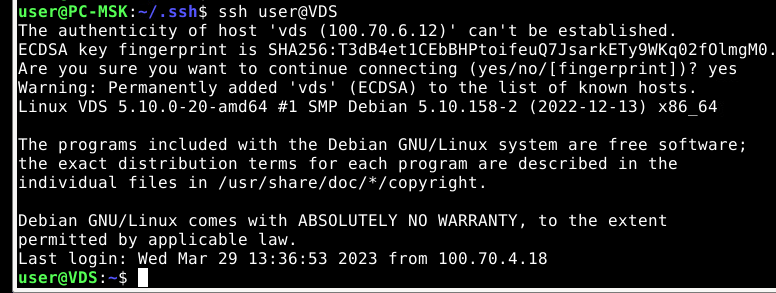 user@PC-MSK:~/.ssh$ ssh user@VDS
The authenticity of host 'vds (100.70.6.12)' can't be established.
ECDSA key fingerprint is SHA256:T3dB4et1CEbBHPtoifeuQ7JsarkETy9WKq02fOlmgM0.
Are you sure you want to continue connecting (yes/no/[fingerprint])? yes
Warning: Permanently added 'vds' (ECDSA) to the list of known hosts.
Linux VDS 5.10.0-20-amd64 #1 SMP Debian 5.10.158-2 (2022-12-13) x86_64
The programs included with the Debian GNU/Linux system are free software;
the exact distribution terms for each program are described in the
individual files in /usr/share/doc/*/copyright.
Debian GNU/Linux comes with ABSOLUTELY NO WARRANTY, to the extent
permitted by applicable law.
Last login: Wed Mar 29 13:36:53 2023 from 100.70.4.18
user@VDS:~$